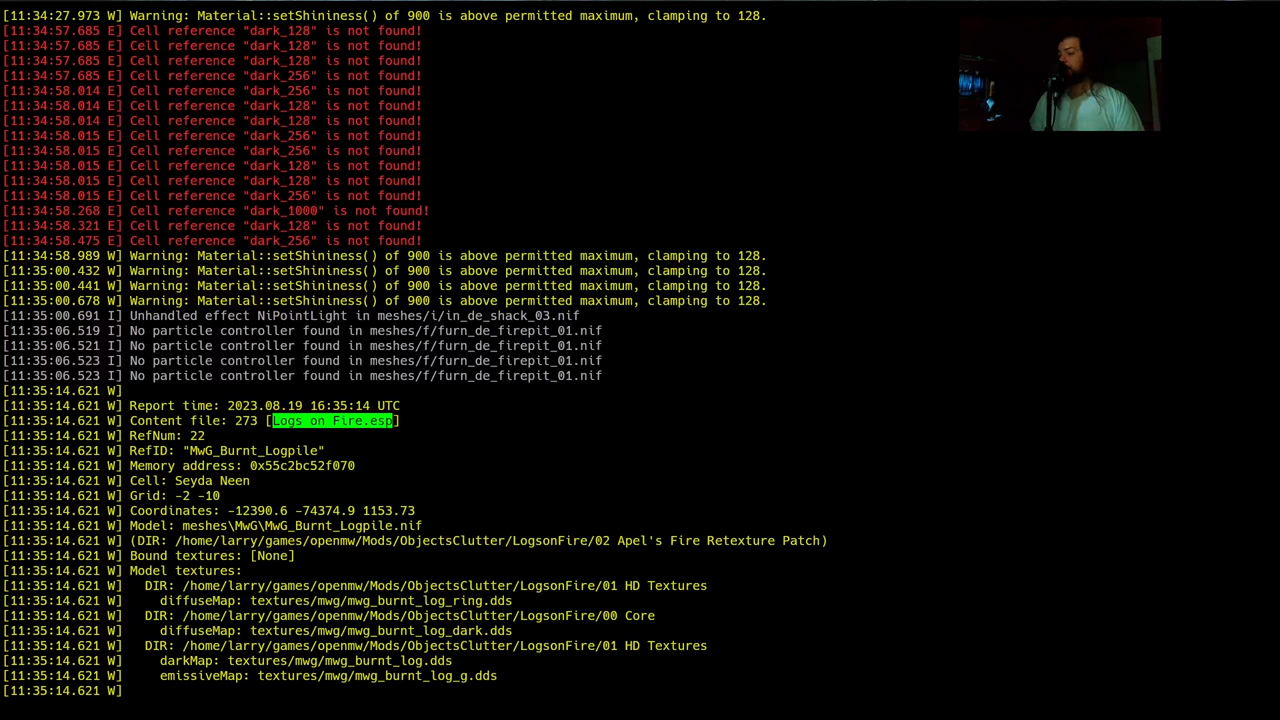 [11:34:27.973 W] Warning: Material::setShininess() of 900 is above permitted maximum, clamping to 128.
[11:34:57.685 E] Cell reference "dark_128" is not found!
[11:34:57.685 E] Cell reference "dark_128" is not found!
[11:34:57.685 E] Cell reference "dark_128" is not found!
[11:34:57.685 E] Cell reference "dark_256" is not found!
[11:34:58.014 E] Cell reference "dark_256" is not found!
[11:34:58.014 E] Cell reference "dark_128" is not found!
[11:34:58.014 E] Cell reference "dark_128" is not found!
[11:34:58.015 E] Cell reference "dark_256" is not found!
[11:34:58.015 E] Cell reference "dark_256" is not found!
[11:34:58.015 E] Cell reference "dark_128" is not found!
[11:34:58.015 E] Cell reference "dark_128" is not found!
[11:34:58.015 E] Cell reference "dark_256" is not found!
[11:34:58.268 E] Cell reference "dark_1000" is not found!
[11:34:58.321 E] Cell reference "dark_128" is not found!
[11:34:58.475 E] Cell reference "dark_256" is not found!
[11:34:58.989 W] Warning: Material::setShininess() of 900 is above permitted maximum, clamping to 128.
[11:35:00.432 W] Warning: Material::setShininess() of 900 is above permitted maximum, clamping to 128.
[11:35:00.441 W] Warning: Material::setShininess() of 900 is above permitted maximum, clamping to 128.
[11:35:00.678 W] Warning: Material::setShininess() of 900 is above permitted maximum, clamping to 128.
[11:35:00.691 I] Unhandled effect NiPointLight in meshes/i/in_de_shack_03.nif
[11:35:06.519 I] No particle controller found in meshes/f/furn_de_firepit_01.nif
[11:35:06.521 I] No particle controller found in meshes/f/furn_de_firepit_01.nif
[11:35:06.523 I] No particle controller found in meshes/f/furn_de_firepit_01.nif
[11:35:06.523 I] No particle controller found in meshes/f/furn_de_firepit_01.nif
[11:35:14.621 W]
[11:35:14.621 W] Report time: 2023.08.19 16:35:14 UTC
[11:35:14.621 W] Content file: 273 [Logs on Fire.esp]
[11:35:14.621 W] RefNum: 22
[11:35:14.621 W] RefID: "MwG_Burnt_Logpile"
[11:35:14.621 W] Memory address: 0x55c2bc52f070
[11:35:14.621 W] Cell: Seyda Neen
[11:35:14.621 W] Grid: -2 -10
[11:35:14.621 W] Coordinates: -12390.6 -74374.9 1153.73
[11:35:14.621 W] Model: meshes\MwG\MwG_Burnt_Logpile.nif
[11:35:14.621 W] (DIR: /home/larry/games/openmw/Mods/ObjectsClutter/LogsonFire/02 Apel's Fire Retexture Patch)
[11:35:14.621 W] Bound textures: [None]
[11:35:14.621 W] Model textures:
[11:35:14.621 W]   DIR: /home/larry/games/openmw/Mods/ObjectsClutter/LogsonFire/01 HD Textures
[11:35:14.621 W]     diffuseMap: textures/mwg/mwg_burnt_log_ring.dds
[11:35:14.621 W]   DIR: /home/larry/games/openmw/Mods/ObjectsClutter/LogsonFire/00 Core
[11:35:14.621 W]     diffuseMap: textures/mwg/mwg_burnt_log_dark.dds
[11:35:14.621 W]   DIR: /home/larry/games/openmw/Mods/ObjectsClutter/LogsonFire/01 HD Textures
[11:35:14.621 W]     darkMap: textures/mwg/mwg_burnt_log.dds
[11:35:14.621 W]     emissiveMap: textures/mwg/mwg_burnt_log_g.dds
[11:35:14.621 W]